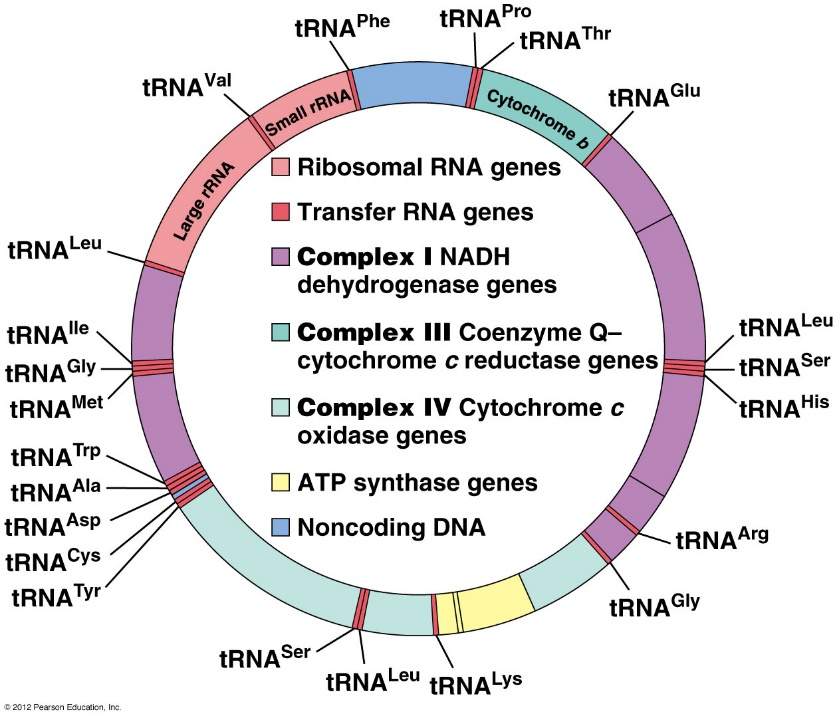 tRNAPhe
tRNAPro
tRNAThr
tRNAVal
tRNAGlu
Small rRNA
Cytochrome b
Large rRNA
Ribosomal RNA genes
Transfer RNA genes
Complex I NADH
dehydrogenase genes
Complex III Coenzyme Q–
cytochrome c reductase genes
Complex IV Cytochrome c
oxidase genes
ATP synthase genes
Noncoding DNA
tRNALeu
tRNAIle
tRNAGly
tRNAMet
tRNATrp
tRNAAla
tRNAAsp
tRNACys
tRNATyr
tRNALeu
tRNASer
tRNAHis
tRNAArg
tRNAGly
tRNASer
tRNALeu
tRNALys
© 2012 Pearson Education, Inc.